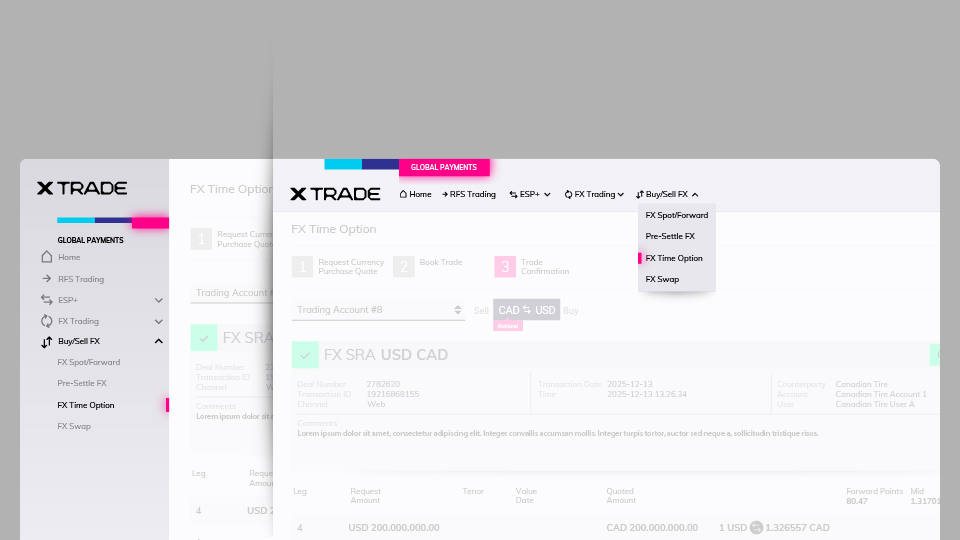 X TRADE
GLOBAL PAYMENTS
Home
RFS Trading
ESP+
FX Trading
Buy/Sell FX
FX Spot/Forward
Pre-Settle FX
FX Time Option
FX Swap
FX Time Option
1
Request
Purchase Quote
Trading Account
FX SRA
Deal Number
Transaction ID
Channel
Web
Comments
Lorem ipsum dolor sit
Leg
Amount
4
USD
GLOBAL PAYMENTS
X TRADE
Home
RFS Trading
ESP+
FX Trading
Buy/Sell FX
FX Spot/Forward
Pre-Settle FX
FX Time Option
FX Swap
FX Time Option
1 Request Currency
Purchase Quote
2 Book Trade
3 Trade
Confirmation
Trading Account #8
Sell CAD USD Buy
Natural
FX SRA USD CAD
Deal Number 2782620 Transaction Date 2025-12-13 Counterparty Canadian Tire
Transaction ID 19216868155 Time 2025-12-13 13.26.34 Account Canadian Tire Account 1
Channel Web User Canadian Tire User A
Comments
Lorem ipsum dolor sit amet, consectetur adipiscing elit. Integer convallis accumsan mollis. Integer turpis tortor, auctor sed neque a, sollicitudin tristique risus.
Leg Request Tenor Value Quoted Forward Points Mid
Amount Date Amount 80.47 1.3170
4 USD 200.000,000.00 CAD 200.000,000.00 1 USD 1.326557 CAD